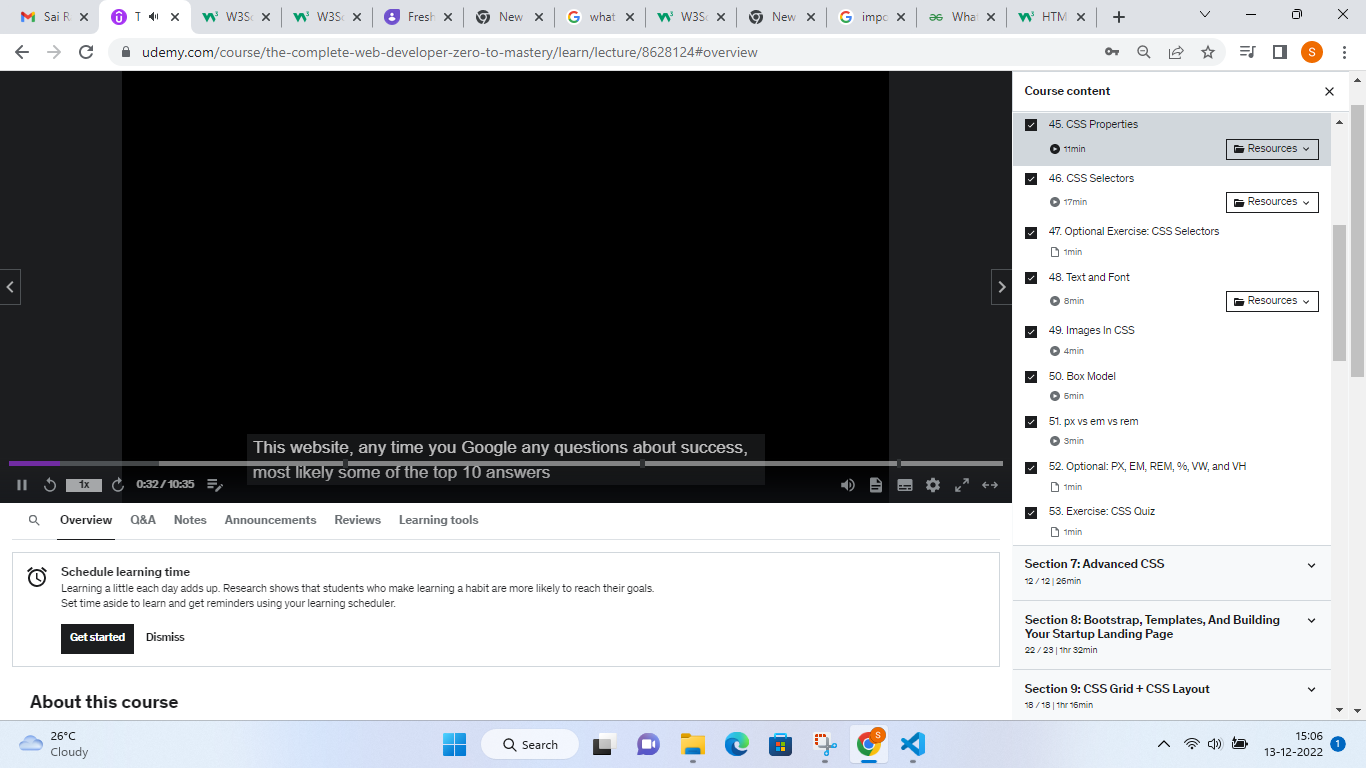 Sai R
T
W3Sc
W3Sc
Fresh
New
what
W3Sc
New
impc
What
HTM
udemy.com/course/the-complete-web-developer-zero-to-mastery/learn/lecture/8628124#overview
S
This website, any time you Google any questions about success,
most likely some of the top 10 answers
1x
0:32 / 10:35
Overview
Q&A
Notes
Announcements
Reviews
Learning tools
Schedule learning time
Learning a little each day adds up. Research shows that students who make learning a habit are more likely to reach their goals.
Set time aside to learn and get reminders using your learning scheduler.
Get started
Dismiss
About this course
Course content
45. CSS Properties
11min
Resources
46. CSS Selectors
17min
Resources
47. Optional Exercise: CSS Selectors
1min
48. Text and Font
8min
Resources
49. Images In CSS
4min
50. Box Model
5min
51. px vs em vs rem
3min
52. Optional: PX, EM, REM, %, VW, and VH
1min
53. Exercise: CSS Quiz
1min
Section 7: Advanced CSS
12 / 12 | 26min
Section 8: Bootstrap, Templates, And Building
Your Startup Landing Page
22 / 23 | 1hr 32min
Section 9: CSS Grid + CSS Layout
18 / 18 | 1hr 16min
26°C
Cloudy
Search
S
15:06
13-12-2022
1